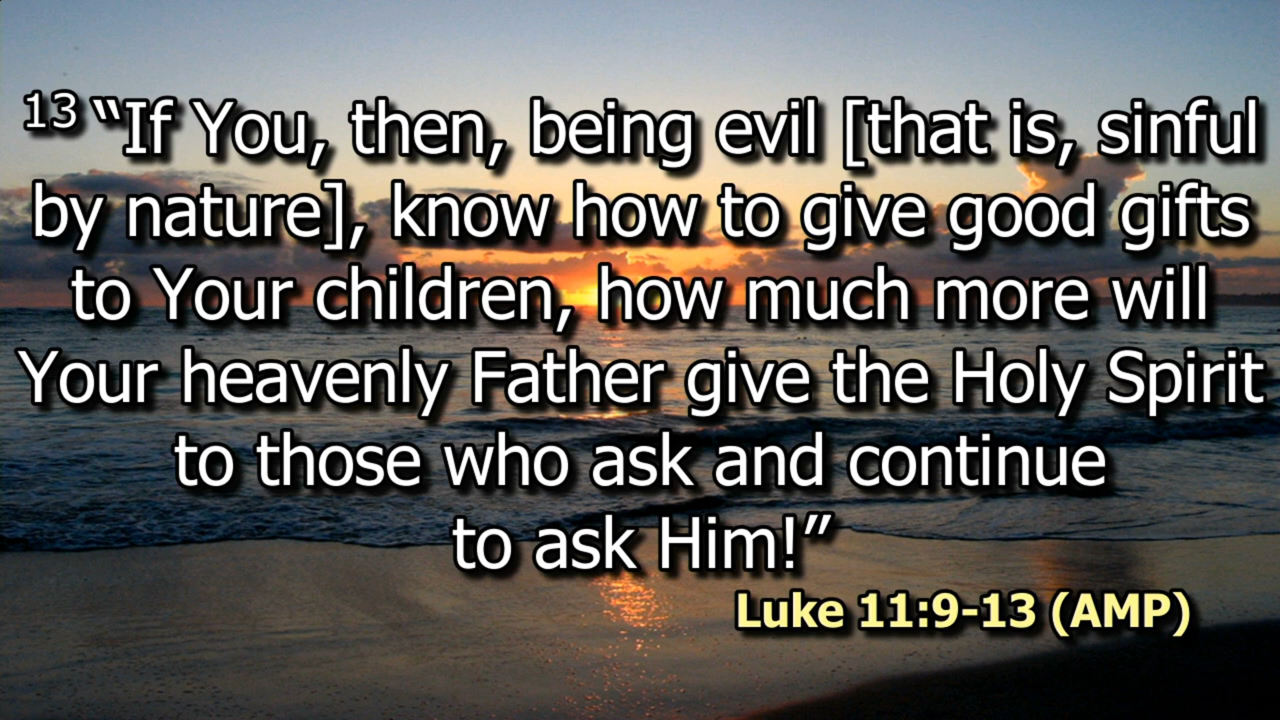 13 “If You, then, being evil [that is, sinful
by nature], know how to give good gifts
to Your children, how much more will
Your heavenly Father give the Holy Spirit
to those who ask and continue
to ask Him!”
Luke 11:9-13 (AMP)